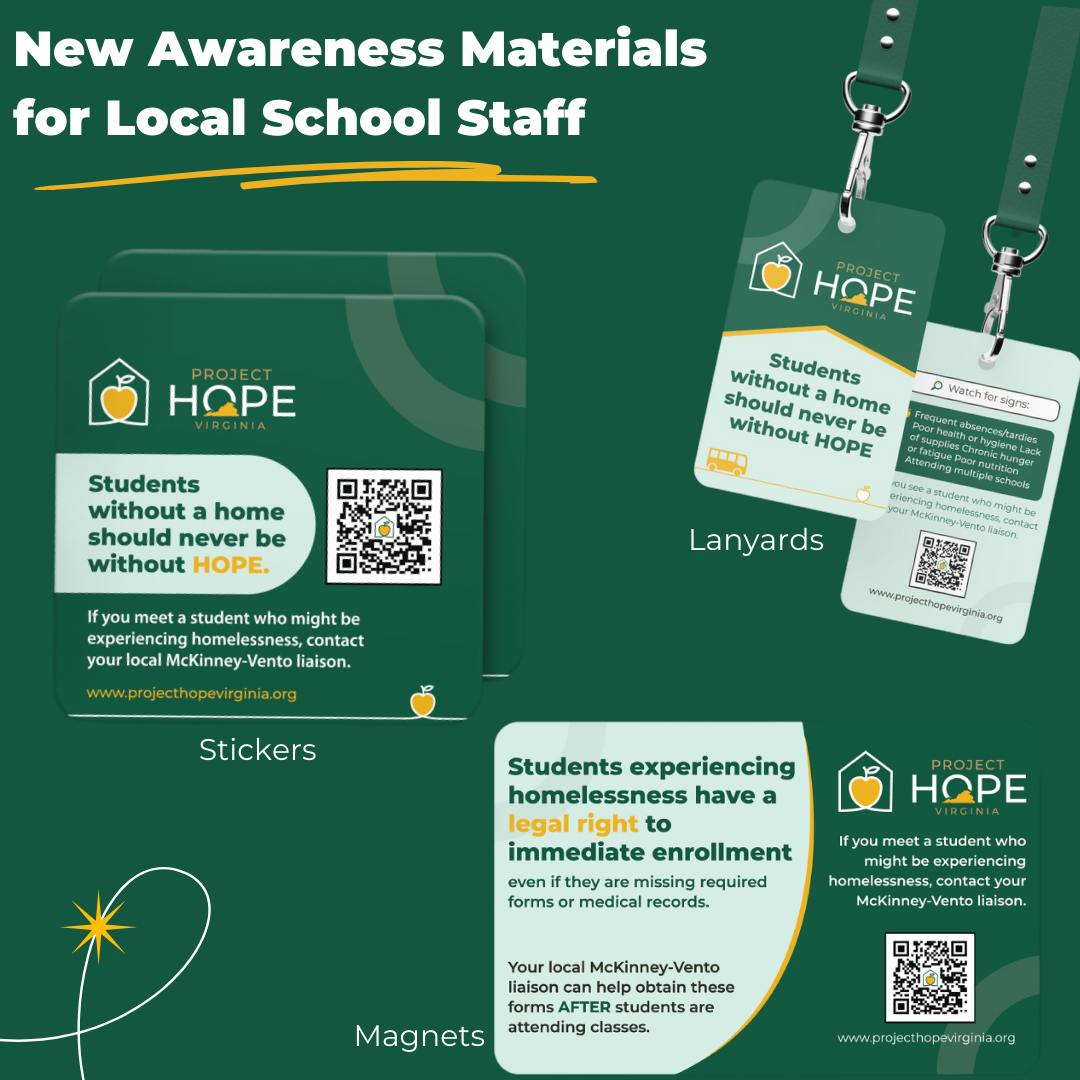 New Awareness Materials
for Local School Staff
PROJECT
HOPE
VIRGINIA
Students
without a home
should never be
without HOPE.
If you meet a student who might be
experiencing homelessness, contact
your local McKinney-Vento liaison.
www.projecthopevirginia.org
Stickers
PROJECT
HOPE
VIRGINIA
Students
without a home
should never be
without HOPE
Watch for signs:
Frequent absences/tardies
Poor health or hygiene Lack
of supplies Chronic hunger
or fatigue Poor nutrition
Attending multiple schools
you see a student who might be
eriencing homelessness, contact
your McKinney-Vento liaison.
www.projecthopevirginia.org
Lanyards
Students experiencing
homelessness have a
legal right to
immediate enrollment
even if they are missing required
forms or medical records.
Your local McKinney-Vento
liaison can help obtain these
forms AFTER students are
attending classes.
PROJECT
HOPE
VIRGINIA
If you meet a student who
might be experiencing
homelessness, contact your
McKinney-Vento liaison.
www.projecthopevirginia.org
Magnets